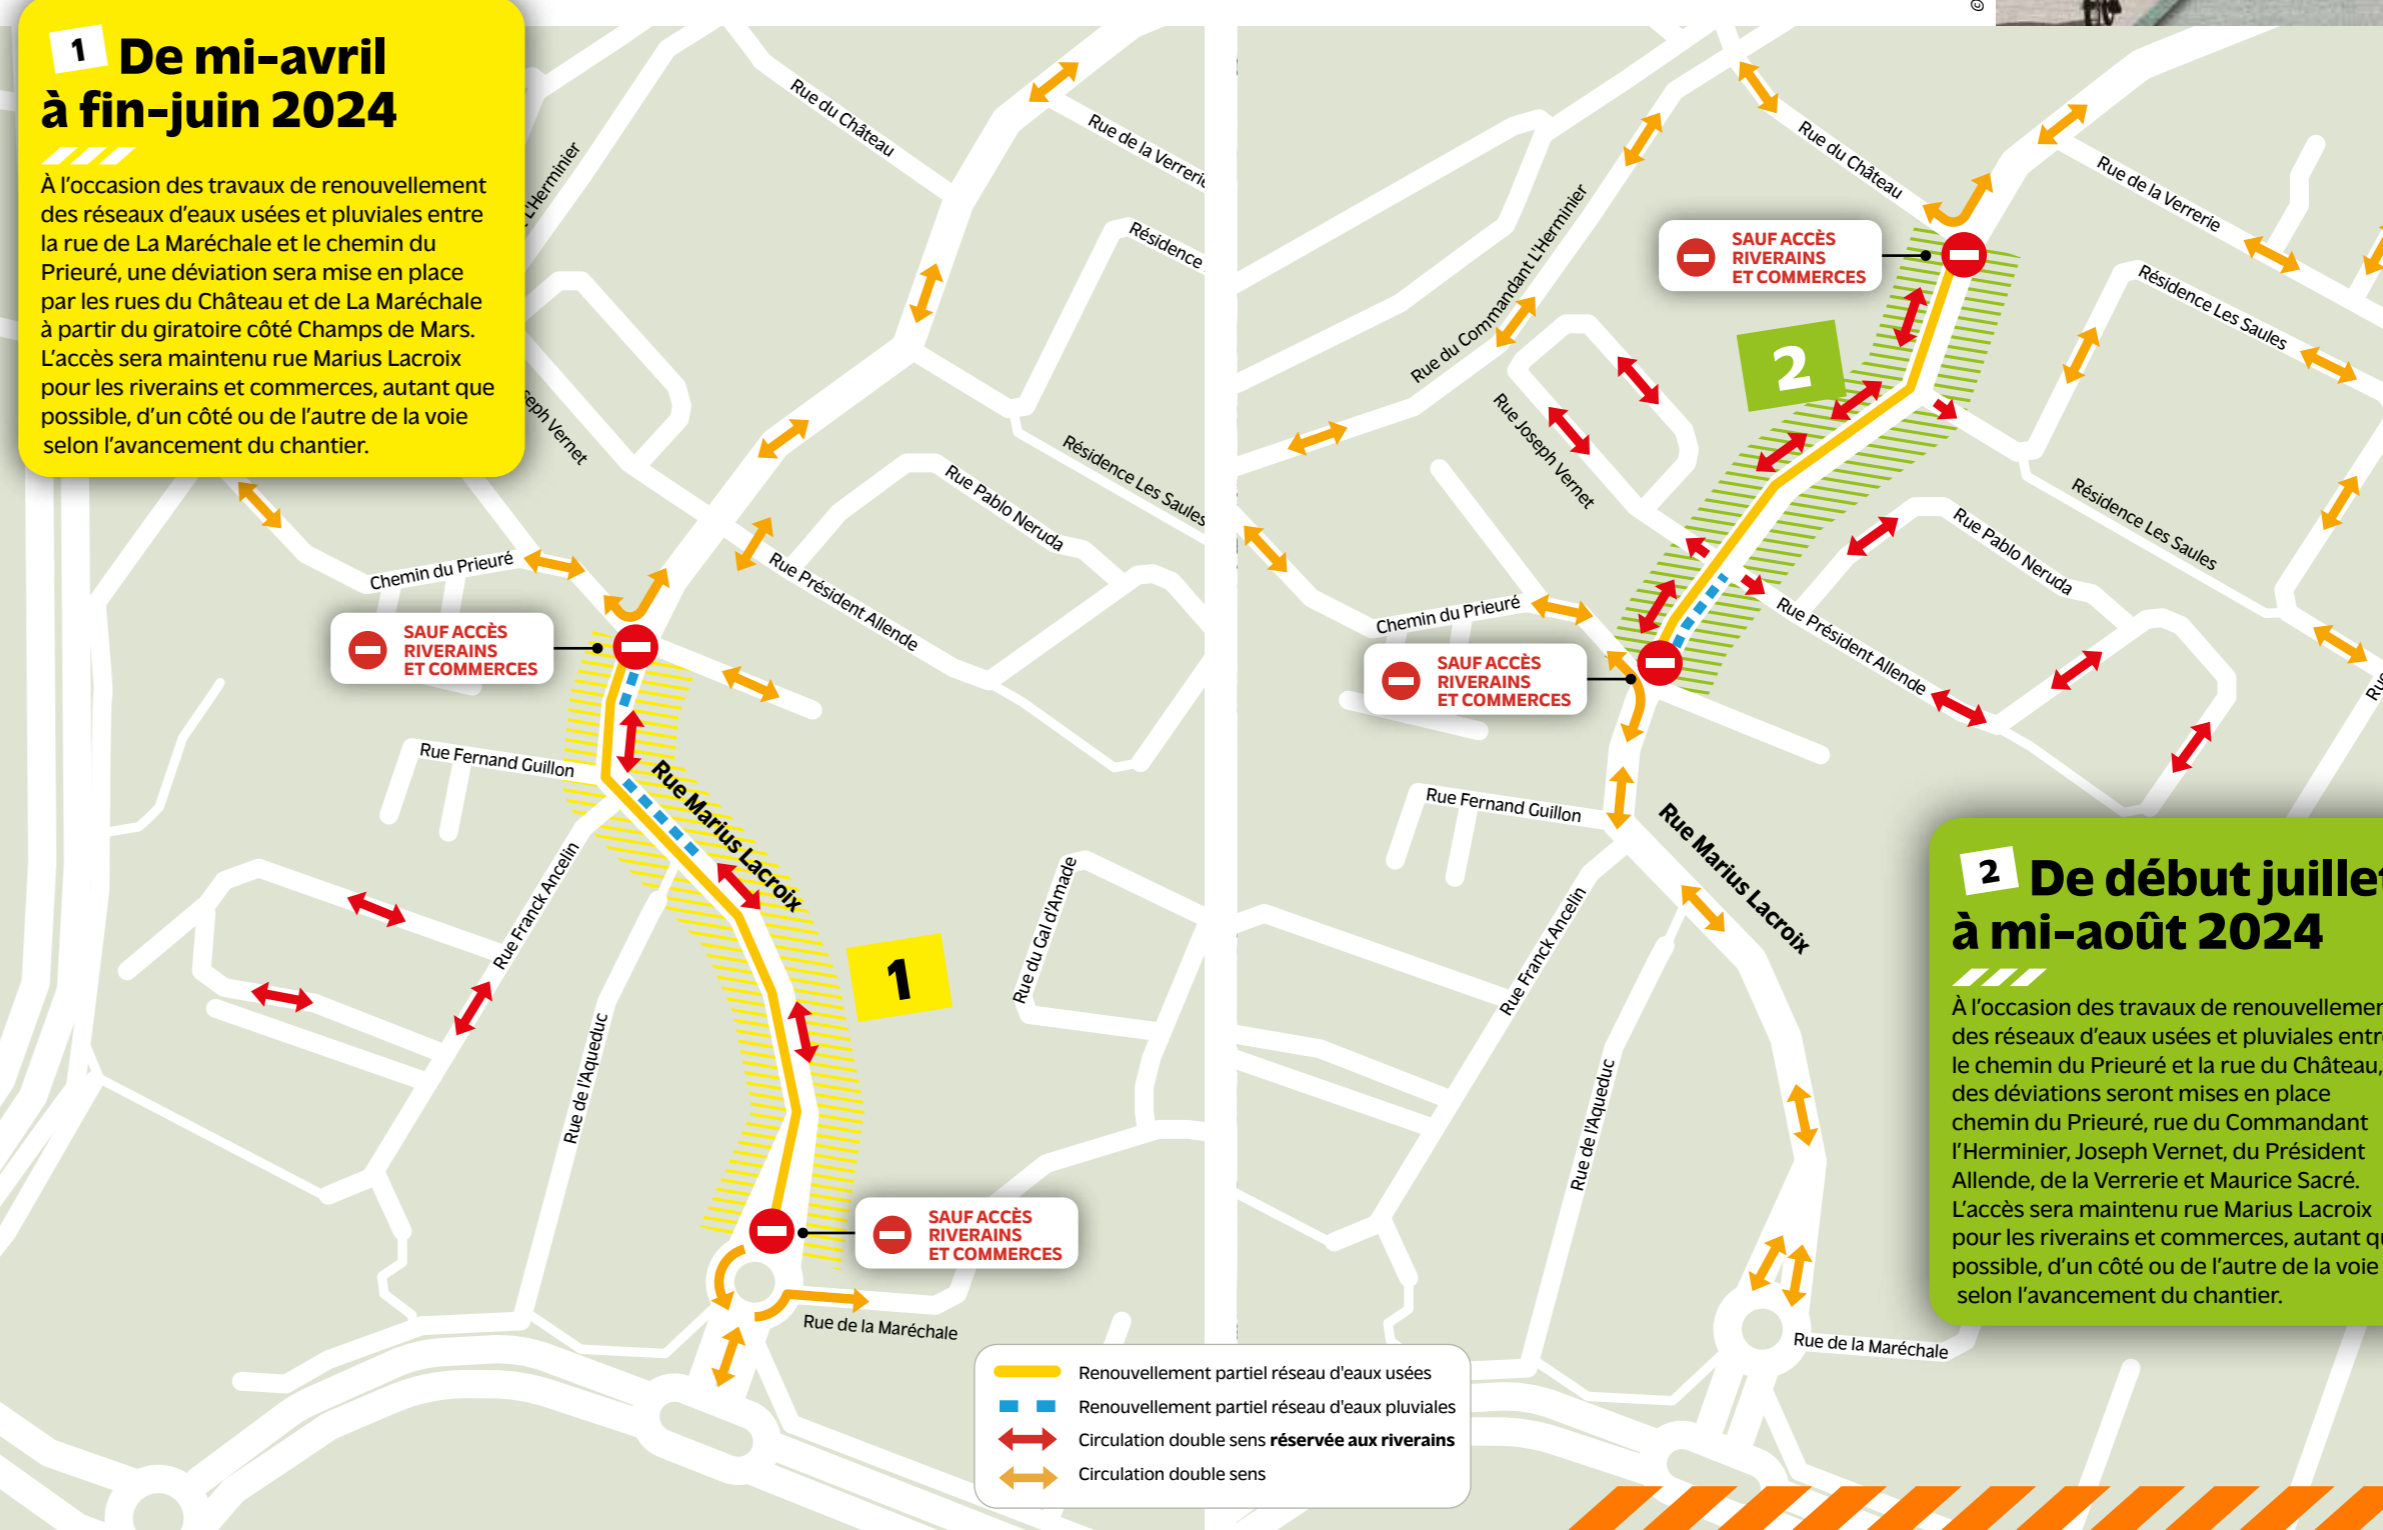 ©
1 De mi-avril
à fin-juin 2024
À l'occasion des travaux de renouvellement
des réseaux d'eaux usées et pluviales entre
la rue de La Maréchale et le chemin du
Prieuré, une déviation sera mise en place
par les rues du Château et de La Maréchale
à partir du giratoire côté Champs de Mars.
L'accès sera maintenu rue Marius Lacroix
pour les riverains et commerces, autant que
possible, d'un côté ou de l'autre de la voie
selon l'avancement du chantier.
L'Herminier
Rue du Château
Rue de la Verrerie
Résidence
seph Vernet
Résidence Les Saules
Rue Pablo Neruda
Rue Président Allende
Chemin du Prieuré
SAUF ACCÈS
RIVERAINS
ET COMMERCES
Rue Fernand Guillon
Rue Marius Lacroix
Rue Franck Ancelin
Rue du Gal d'Amade
1
Rue de l'Aqueduc
SAUF ACCÈS
RIVERAINS
ET COMMERCES
Rue de la Maréchale
Rue du Château
Rue de la Verrerie
Rue du Commandant L'Herminier
SAUF ACCÈS
RIVERAINS
ET COMMERCES
Résidence Les Saules
2
Rue Joseph Vernet
Résidence Les Saules
Rue Pablo Neruda
Rue Président Allende
Chemin du Prieuré
SAUF ACCÈS
RIVERAINS
ET COMMERCES
Rue Fernand Guillon
Rue Marius Lacroix
Rue Franck Ancelin
Rue de l'Aqueduc
Rue de la Maréchale
2 De début juillet
à mi-août 2024
À l'occasion des travaux de renouvellemen
des réseaux d'eaux usées et pluviales entre
le chemin du Prieuré et la rue du Château,
des déviations seront mises en place
chemin du Prieuré, rue du Commandant
l'Herminier, Joseph Vernet, du Président
Allende, de la Verrerie et Maurice Sacré.
L'accès sera maintenu rue Marius Lacroix
pour les riverains et commerces, autant qu
possible, d'un côté ou de l'autre de la voie
selon l'avancement du chantier.
Renouvellement partiel réseau d'eaux usées
Renouvellement partiel réseau d'eaux pluviales
Circulation double sens réservée aux riverains
Circulation double sens